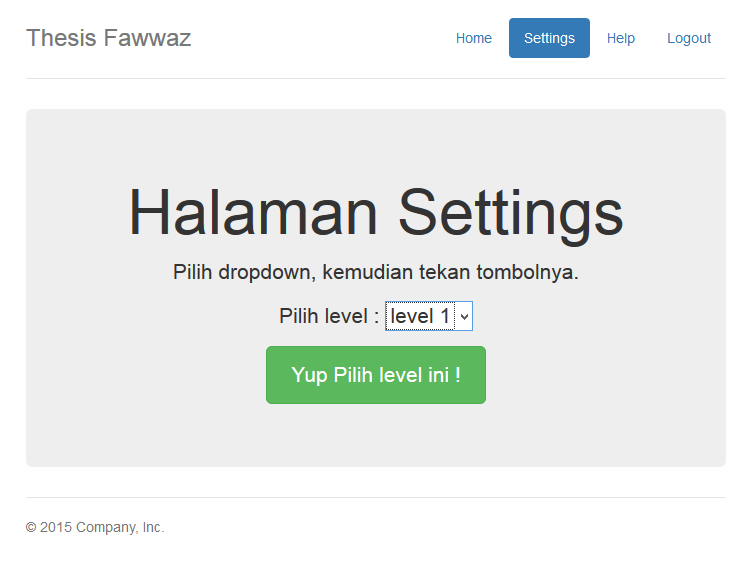 Thesis Fawwaz
Home Settings Help Logout
Halaman Settings
Pilih dropdown, kemudian tekan tombolnya.
Pilih level : level 1
Yup Pilih level ini !
© 2015 Company, Inc.